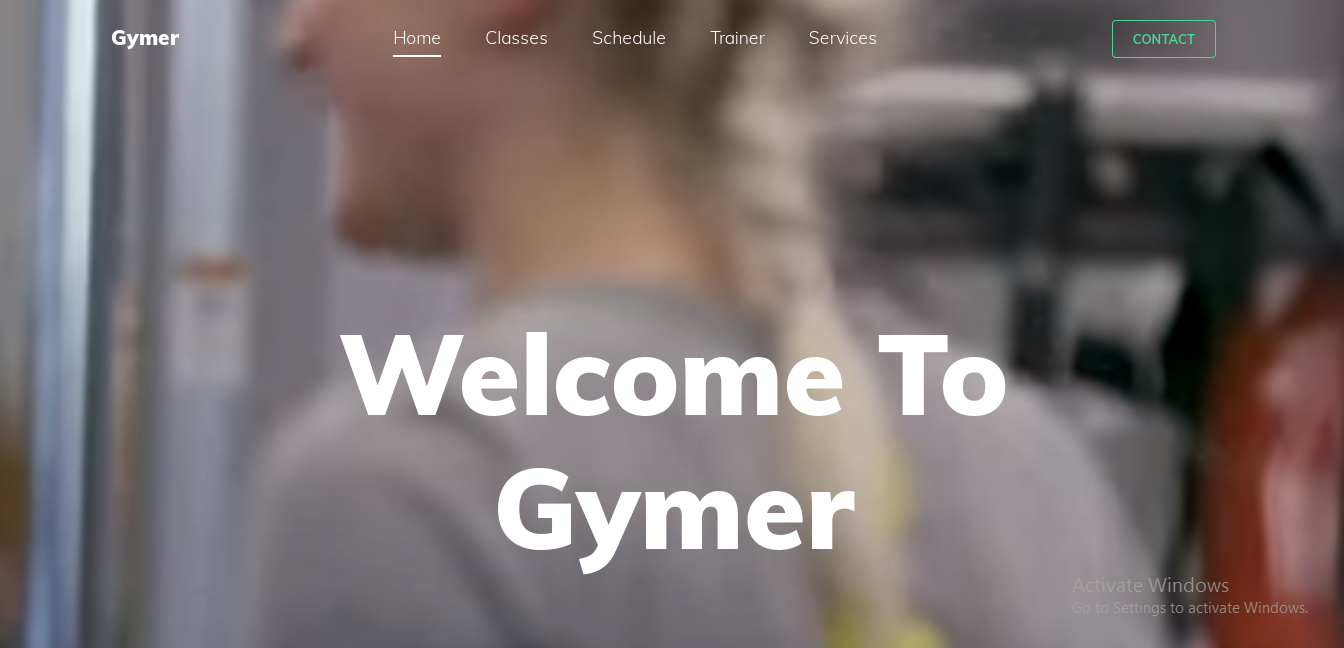 Gymer
Home
Classes
Schedule
Trainer
Services
CONTACT
Welcome To
Gymer
Activate Windows
Go to Settings to activate Windows.